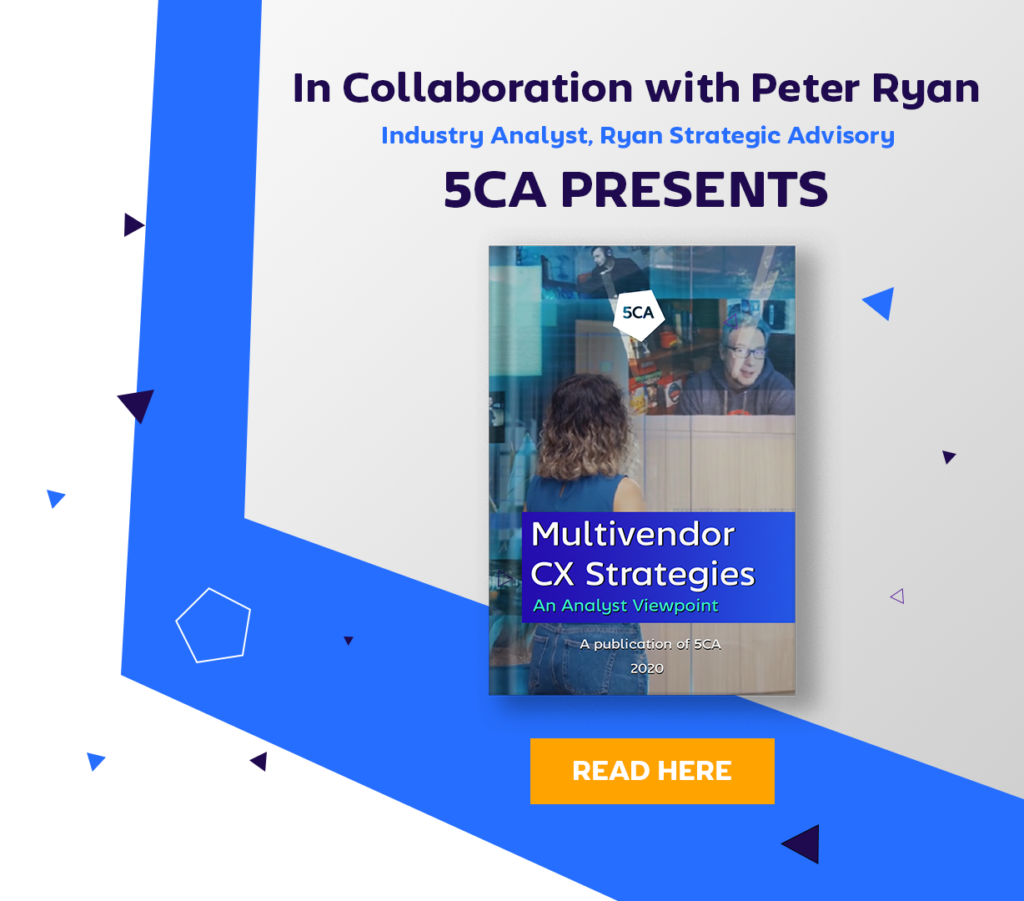 In Collaboration with Peter Ryan
Industry Analyst, Ryan Strategic Advisory
5CA PRESENTS
5CA
Multivendor
CX Strategies
An Analyst Viewpoint
A publication of 5CA
2020
READ HERE